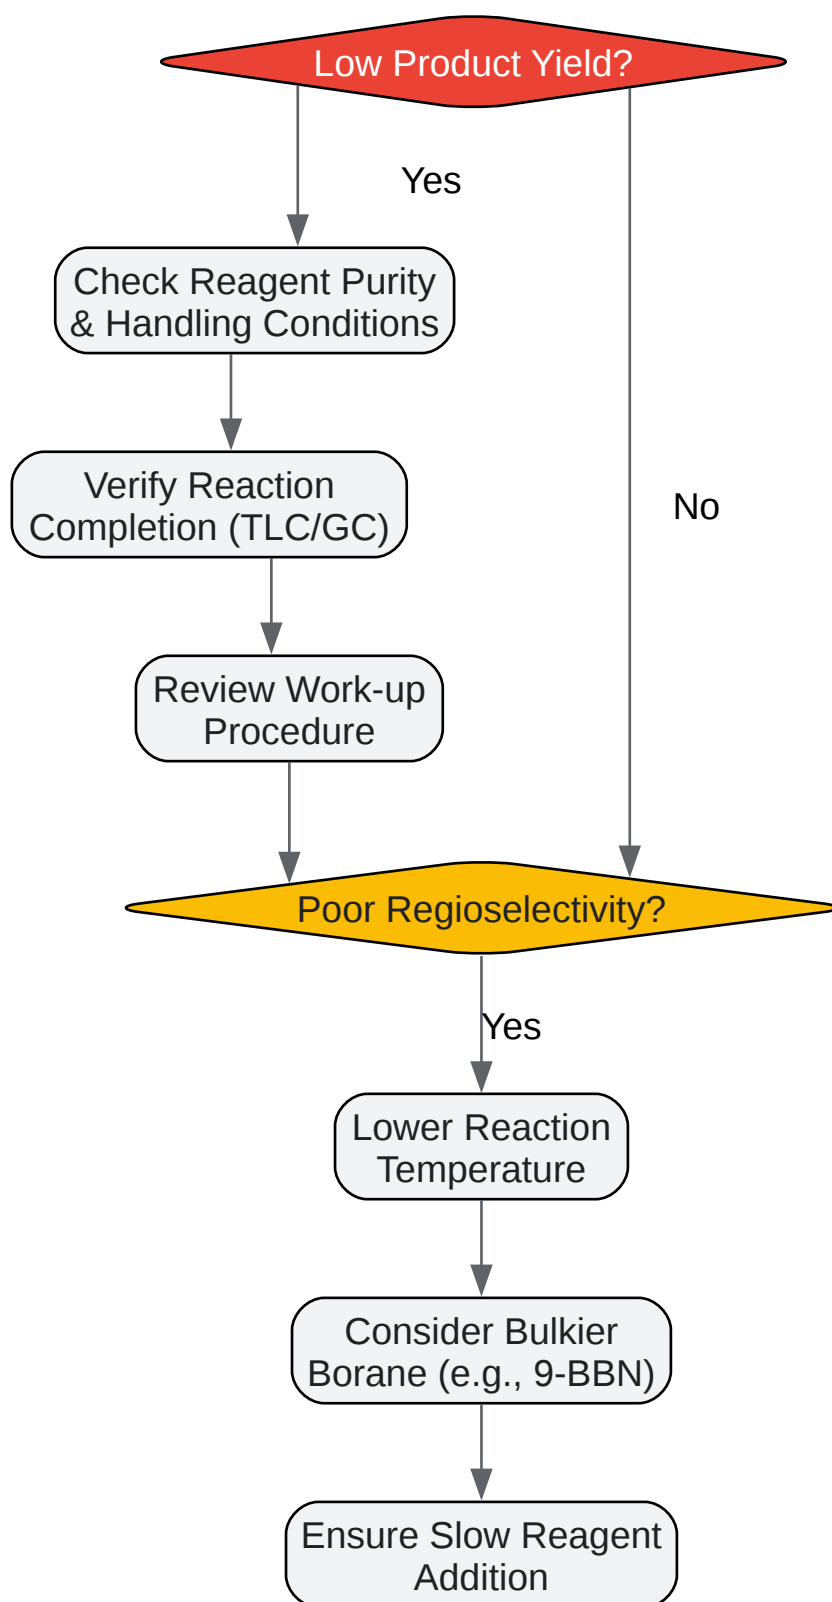 Low Product Yield?
Yes
Check Reagent Purity
& Handling Conditions
Verify Reaction
Completion (TLC/GC)
No
Review Work-up
Procedure
Poor Regioselectivity?
Yes
Lower Reaction
Temperature
Consider Bulkier
Borane (e.g., 9-BBN)
Ensure Slow Reagent
Addition